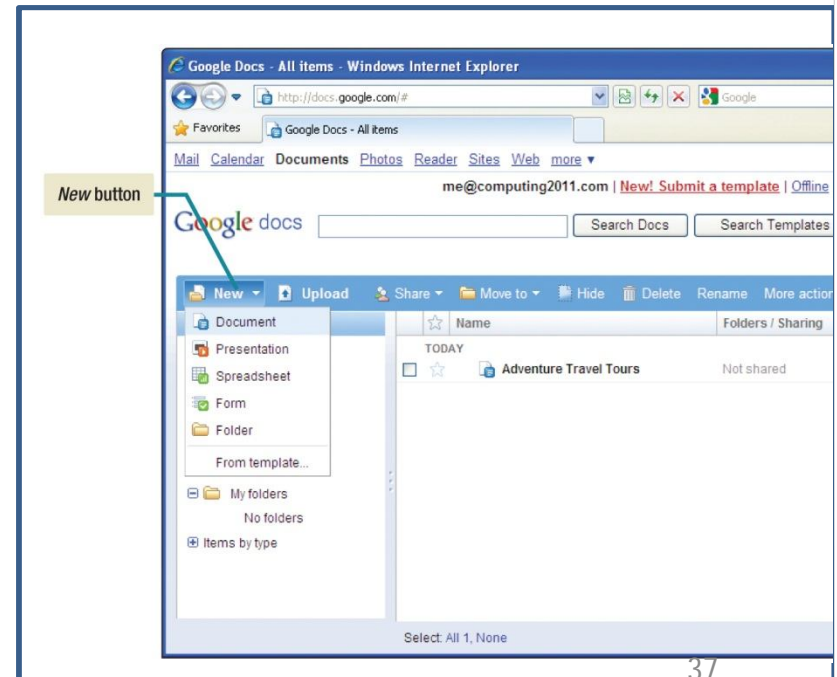 Google Docs - All items - Windows Internet Explorer
http://docs.google.com/#
Google
Favorites
Google Docs - All items
Mail Calendar Documents Photos Reader Sites Web more ▼
New button
me@computing2011.com | New! Submit a template | Offline
Google docs
Search Docs
Search Templates
New Upload Share Move to Hide Delete Rename More action
Document
Name
Folders / Sharing
Presentation
TODAY
Spreadsheet
Adventure Travel Tours
Not shared
Form
Folder
From template...
My folders
No folders
Items by type
Select: All 1, None
37